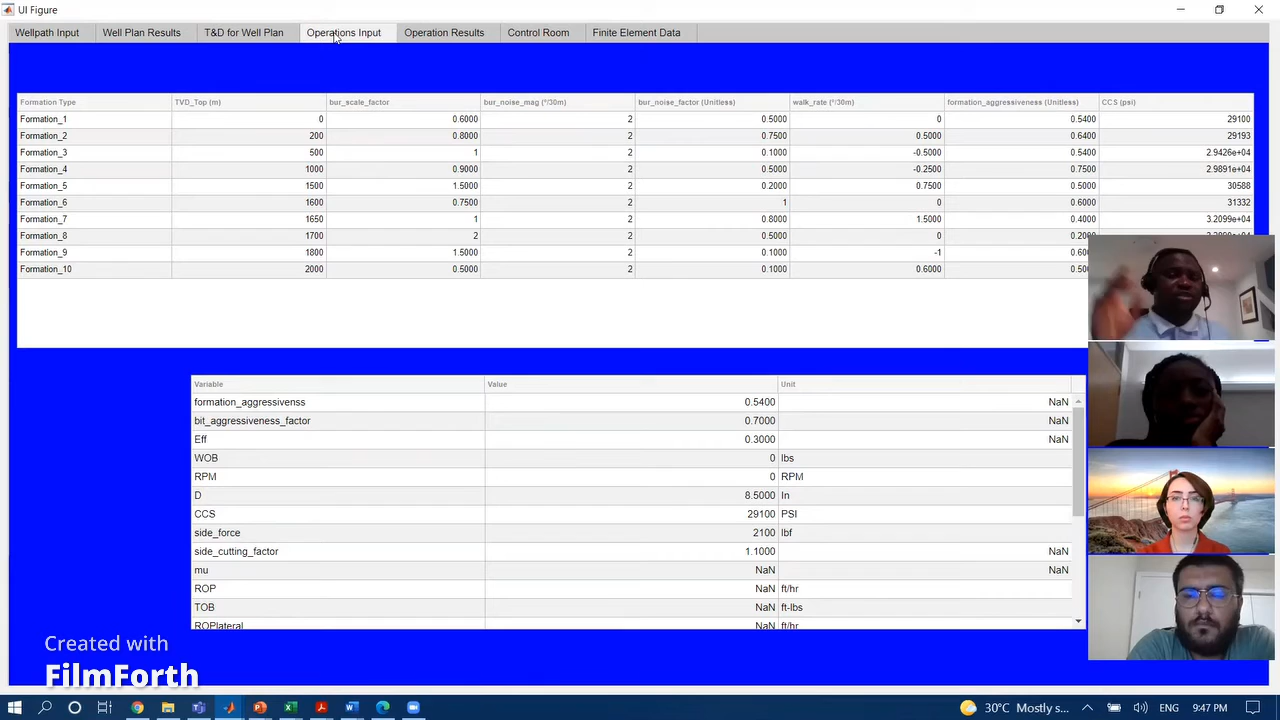 UI Figure
Wellpath Input Well Plan Results T&D for Well Plan Operations Input Operation Results Control Room Finite Element Data
Formation Type TVD_Top (m) bur_scale_factor bur_noise_mag (°/30m) bur_noise_factor (Unitless) walk_rate (°/30m) formation_aggressiveness (Unitless) CCS (psi)
Formation_1 0 0.6000 2 0.5000 0 0.5400 29100
Formation_2 200 0.8000 2 0.7500 0.5000 0.6400 29193
Formation_3 500 1 2 0.1000 -0.5000 0.5400 2.9426e+04
Formation_4 1000 0.9000 2 0.5000 -0.2500 0.7500 2.9891e+04
Formation_5 1500 1.5000 2 0.2000 0.7500 0.5000 30588
Formation_6 1600 0.7500 2 1 0 0.6000 31332
Formation_7 1650 1 2 0.8000 1.5000 0.4000 3.2099e+04
Formation_8 1700 2 2 0.5000 0 0.200
Formation_9 1800 1.5000 2 0.1000 -1 0.60
Formation_10 2000 0.5000 2 0.1000 0.6000 0.50
Variable Value Unit
formation_aggressivenss 0.5400 NaN
bit_aggressiveness_factor 0.7000 NaN
Eff 0.3000 NaN
WOB 0 lbs
RPM 0 RPM
D 8.5000 In
CCS 29100 PSI
side_force 2100 lbf
side_cutting_factor 1.1000 NaN
mu NaN NaN
ROP NaN ft/hr
TOB NaN ft-lbs
ROPlateral NaN ft/hr
Created with
FilmForth
30°C Mostly s... ENG 9:47 PM